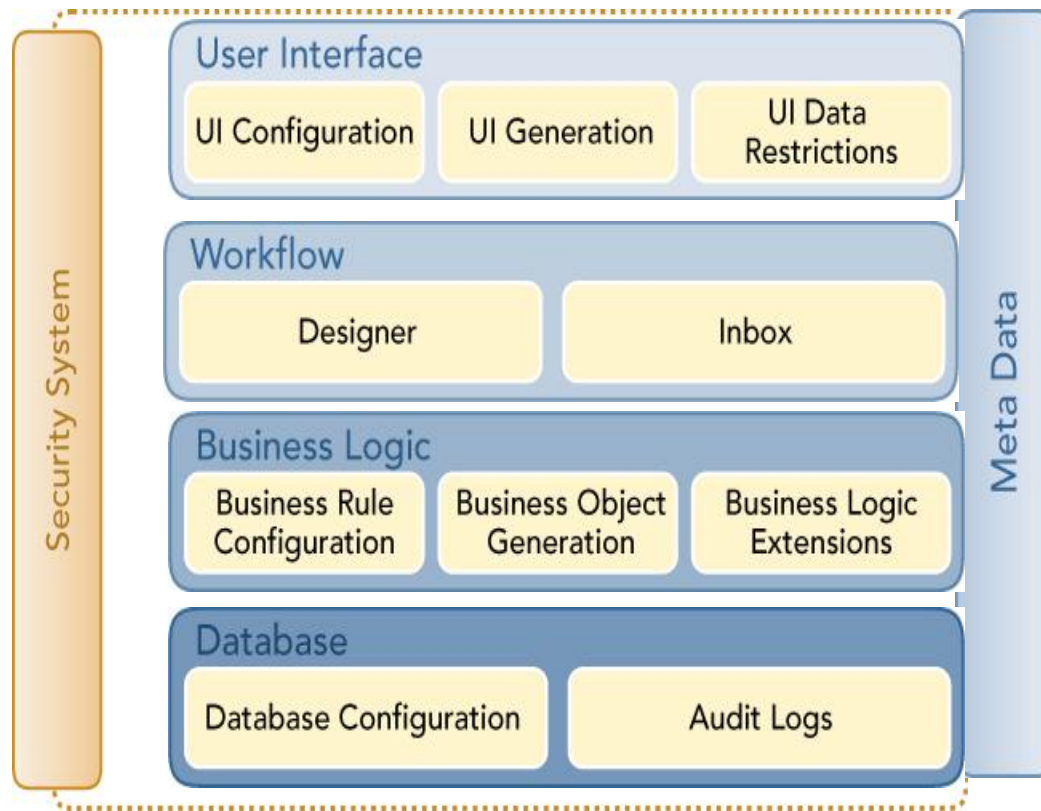 Security System
User Interface
UI Configuration
UI Generation
UI Data
Restrictions
Workflow
Designer
Inbox
Business Logic
Business Rule
Configuration
Business Object
Generation
Business Logic
Extensions
Database
Database Configuration
Audit Logs
Meta Data